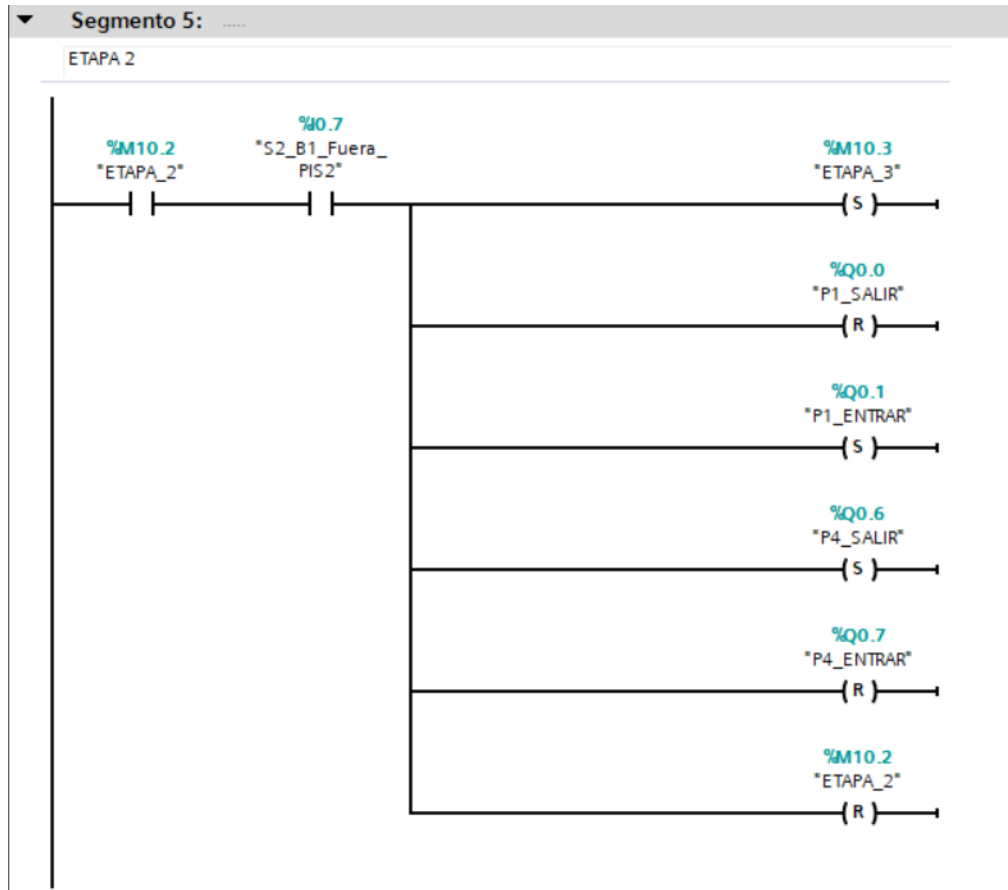 Segmento 5: .....
ETAPA 2
%I0.7
%M10.2 "S2_B1_Fuera_ %M10.3
"ETAPA_2" PIS2" "ETAPA_3"
S
%Q0.0
"P1_SALIR"
R
%Q0.1
"P1_ENTRAR"
S
%Q0.6
"P4_SALIR"
S
%Q0.7
"P4_ENTRAR"
R
%M10.2
"ETAPA_2"
R